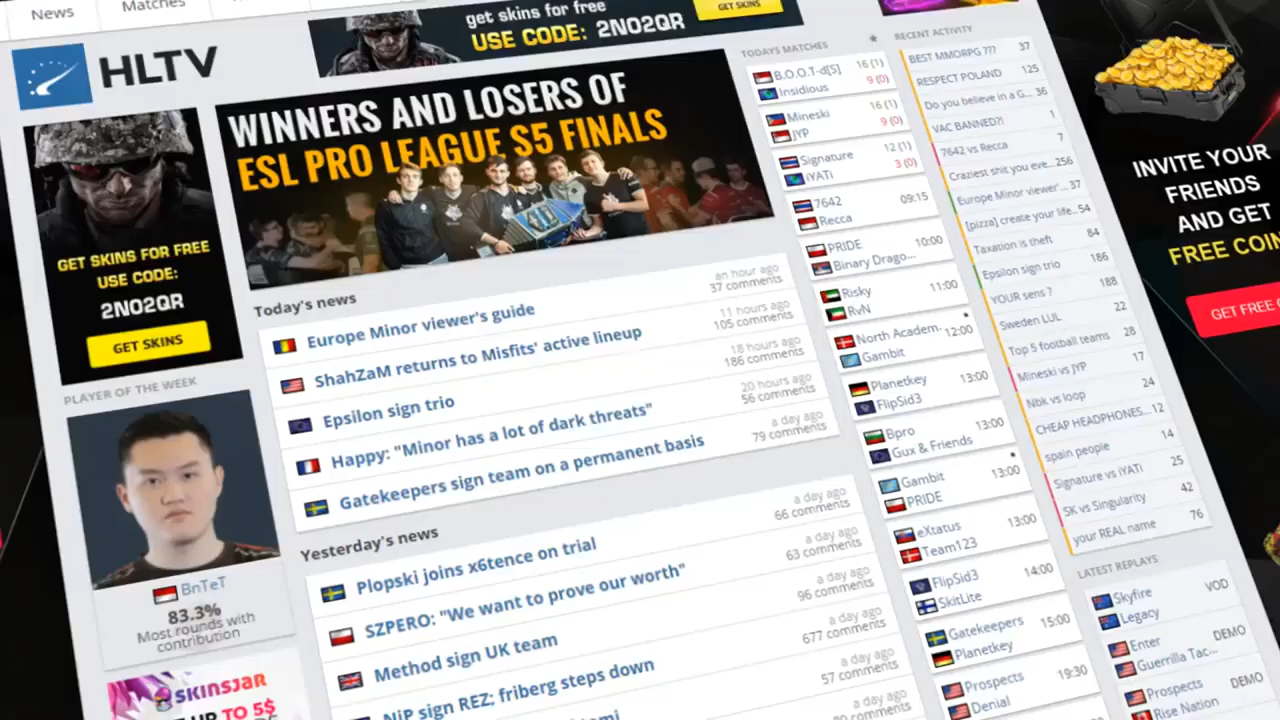 News
Matches
HLTV
get skins for free
USE CODE: 2NO2QR
GET SKINS
GET SKINS FOR FREE
USE CODE:
2NO2QR
GET SKINS
PLAYER OF THE WEEK
BnTeT
83.3%
Most rounds with
contribution
SKINSJAR
UP TO 5$
WINNERS AND LOSERS OF
ESL PRO LEAGUE S5 FINALS
Today's news
Europe Minor viewer's guide
an hour ago
37 comments
ShahZaM returns to Misfits' active lineup
11 hours ago
105 comments
Epsilon sign trio
18 hours ago
186 comments
Happy: "Minor has a lot of dark threats"
20 hours ago
56 comments
Gatekeepers sign team on a permanent basis
a day ago
79 comments
Yesterday's news
Plopski joins x6tence on trial
a day ago
66 comments
SZPERO: "We want to prove our worth"
a day ago
63 comments
Method sign UK team
a day ago
96 comments
NiP sign REZ; friberg steps down
a day ago
677 comments
a day ago
57 comments
a day ago
TODAYS MATCHES
B.O.O.T-d[S] 16 (1)
Insidious 9 (0)
Mineski 16 (1)
JYP 9 (0)
Signature 12 (1)
iYATi 3 (0)
7642 09:15
Recca
PRIDE 10:00
Binary Drago...
Risky 11:00
RvN
North Academ- 12:00
Gambit
Planetkey 13:00
FlipSid3
Bpro 13:00
Gux & Friends
Gambit 13:00
PRIDE
eXtatus 13:00
Team123
FlipSid3 14:00
SkitLite
Gatekeepers 15:00
Planetkey
Prospects 19:30
Denial
RECENT ACTIVITY
BEST MMORPG ??? 37
RESPECT POLAND 125
Do you believe in a G... 36
VAC BANNED?! 1
7642 vs Recca 7
Craziest shit you eve... 256
Europe Minor viewer'... 37
[pizza] create your life... 54
Taxation is theft 84
Epsilon sign trio 186
YOUR sens ? 188
Sweden LUL 22
Top 5 football teams 28
Mineski vs JYP 17
Nbk vs loop 24
CHEAP HEADPHONES... 12
spain people 14
Signature vs iYATi 25
SK vs Singularity 42
your REAL name 76
LATEST REPLAYS
Skyfire VOD
Legacy
Enter DEMO
Guerrilla Tac...
Prospects DEMO
Rise Nation
INVITE YOUR
FRIENDS
AND GET
FREE COIN
GET FREE